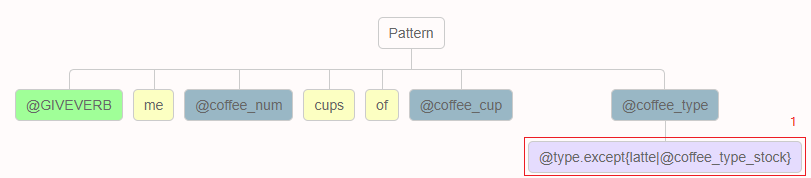 Pattern
@GIVEVERB me @coffee_num cups of @coffee_cup @coffee_type
1
@type.except{latte|@coffee_type_stock}